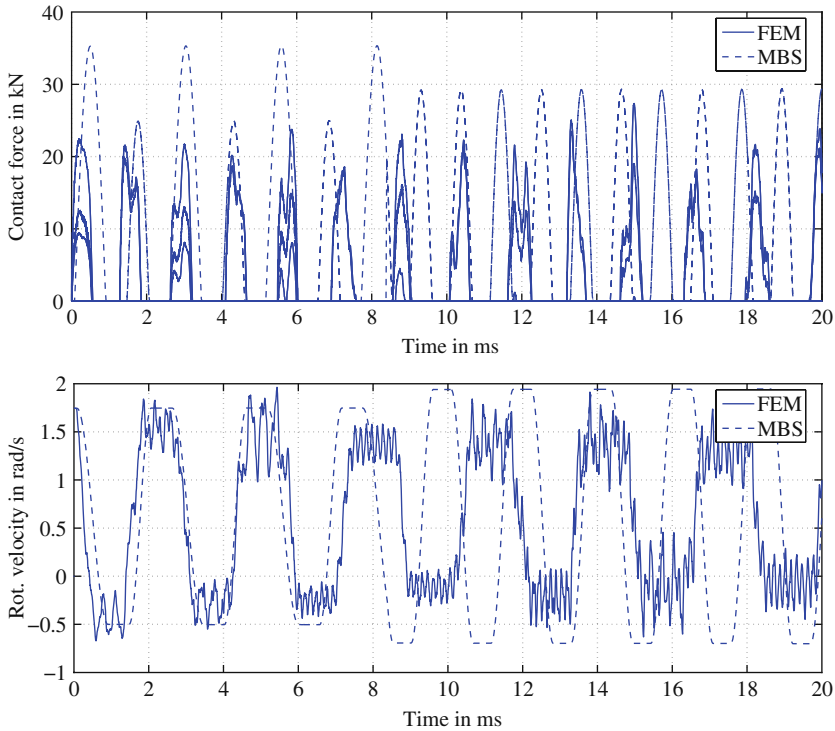 40
30
20
10
0
Contact force in kN
FEM
MBS
0 2 4 6 8 10 12 14 16 18 20
Time in ms
2
1.5
1
0.5
0
−0.5
−1
Rot. velocity in rad/s
FEM
MBS
0 2 4 6 8 10 12 14 16 18 20
Time in ms